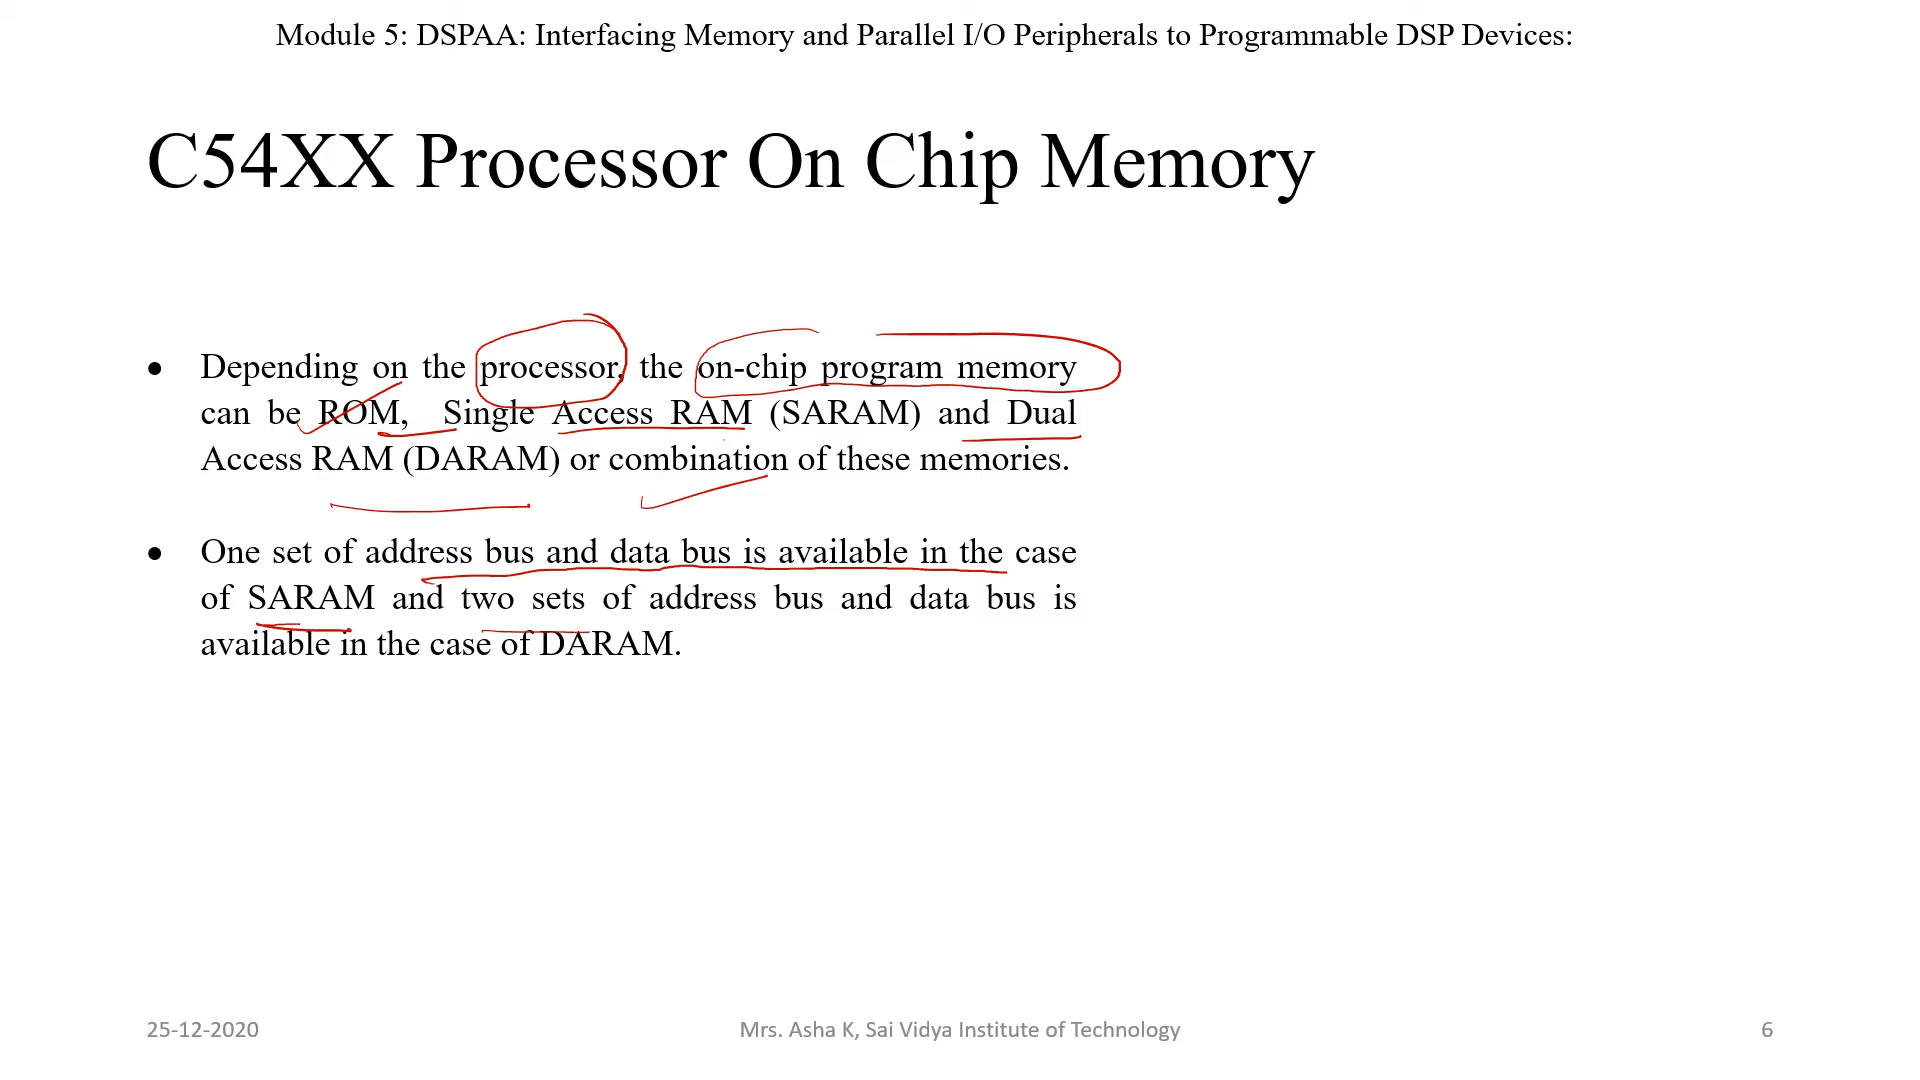 Module 5: DSPAA: Interfacing Memory and Parallel I/O Peripherals to Programmable DSP Devices:
C54XX Processor On Chip Memory
• Depending on the processor, the on-chip program memory
can be ROM, Single Access RAM (SARAM) and Dual
Access RAM (DARAM) or combination of these memories.
• One set of address bus and data bus is available in the case
of SARAM and two sets of address bus and data bus is
available in the case of DARAM.
25-12-2020
Mrs. Asha K, Sai Vidya Institute of Technology
6